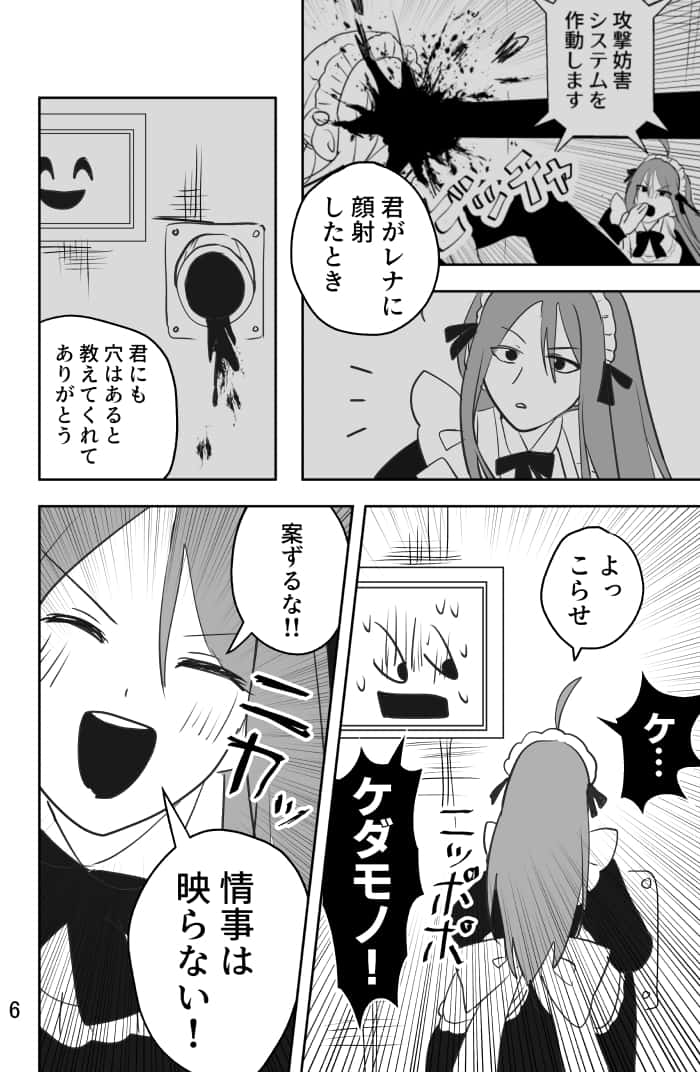 攻撃妨害
システムを
作動します
ビッチャ
君がレナに
顔射
したとき
君にも
穴はあると
教えてくれて
ありがとう
よっ
こらせ
ケ…
ケダモノ！
ニッポポ
案ずるな!!
ニカッ
情事は
映らない！
6